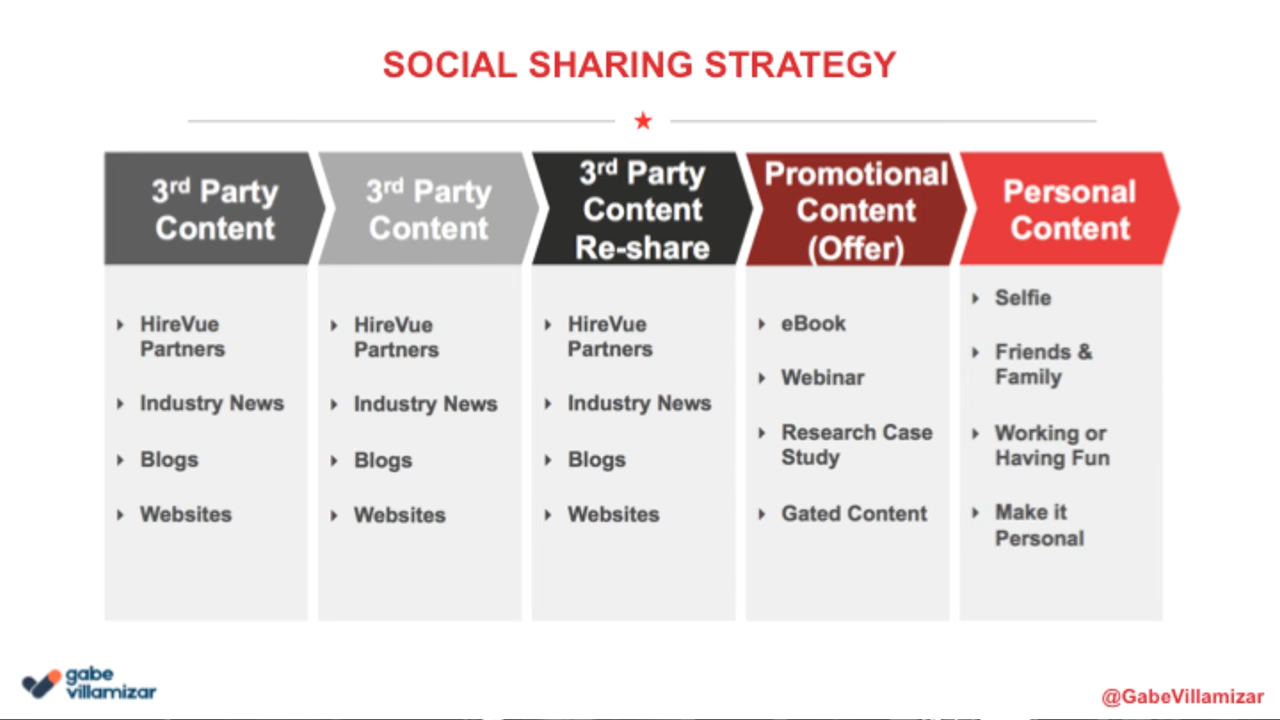 SOCIAL SHARING STRATEGY
3rd Party
Content
HireVue
Partners
Industry News
Blogs
Websites
3rd Party
Content
HireVue
Partners
Industry News
Blogs
Websites
3rd Party
Content
Re-share
HireVue
Partners
Industry News
Blogs
Websites
Promotional
Content
(Offer)
eBook
Webinar
Research Case
Study
Gated Content
Personal
Content
Selfie
Friends &
Family
Working or
Having Fun
Make it
Personal
gabe
villamizar
@GabeVillamizar